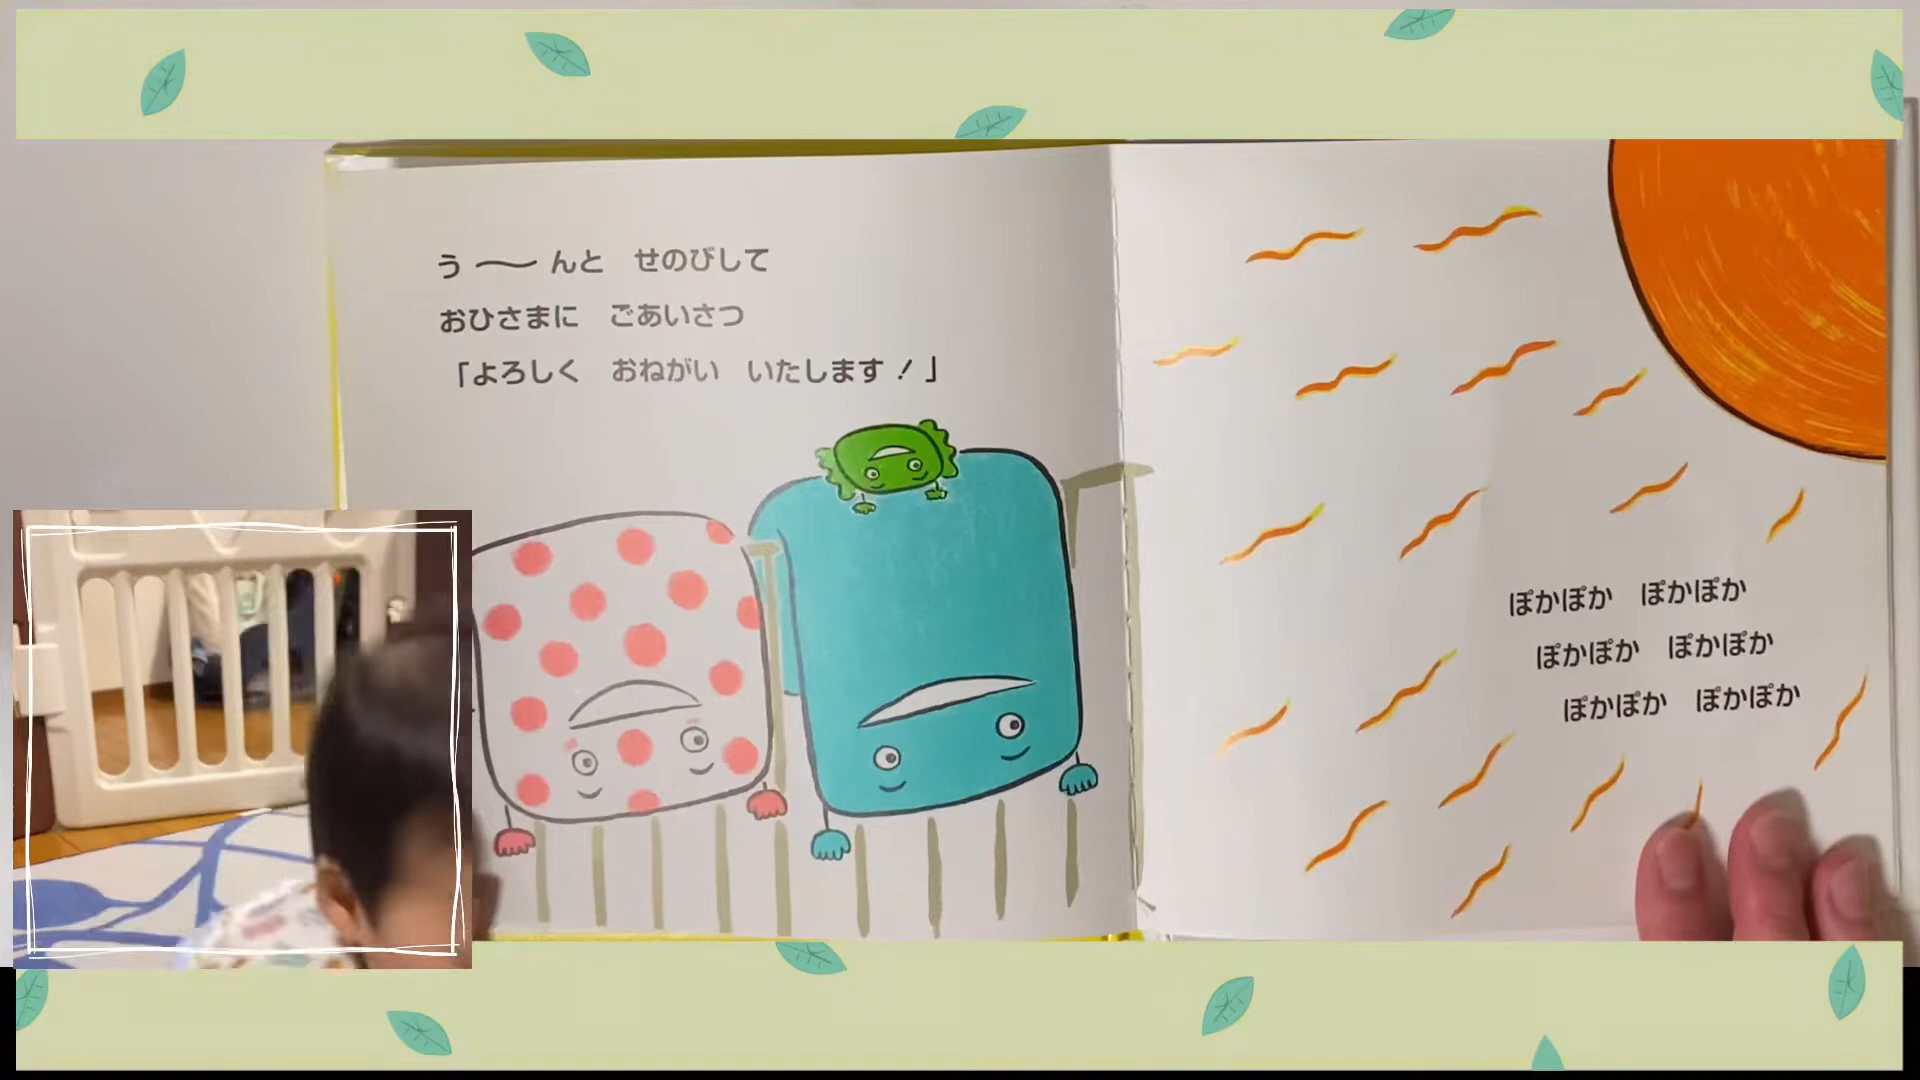 う〜んと　せのびして
おひさまに　ごあいさつ
「よろしく　おねがい　いたします！」
ぽかぽか　ぽかぽか
ぽかぽか　ぽかぽか
ぽかぽか　ぽかぽか